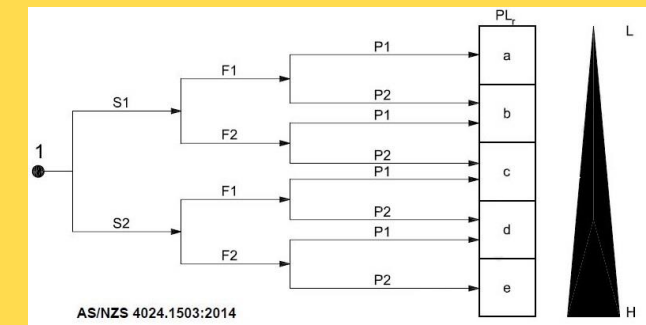 PLr
P1
a
L
F1
S1
P2
b
P1
F2
P2
c
1
P1
F1
S2
P2
d
P1
F2
P2
e
AS/NZS 4024.1503:2014
H